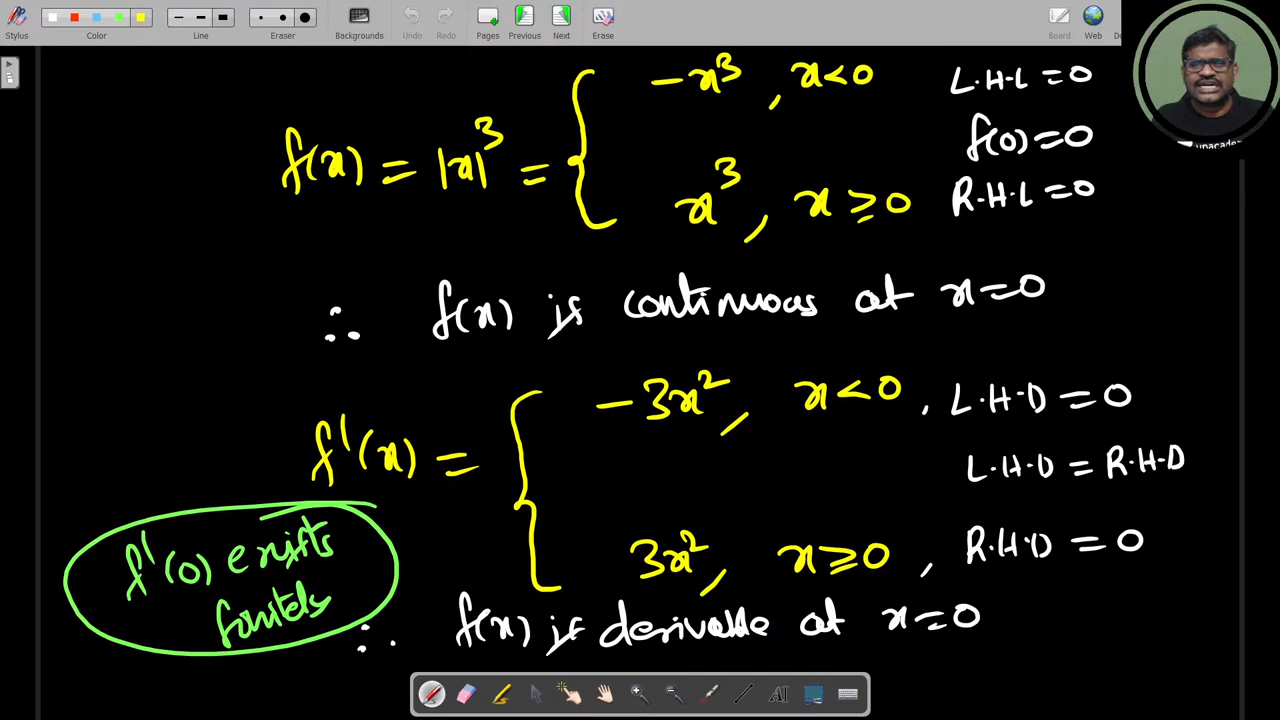 Stylus Color Line Eraser Backgrounds Undo Redo Pages Previous Next Erase Board Web
unacade
f(x) = |x|³ = { -x³, x<0
x³, x ≥ 0
L.H.L = 0
f(0) = 0
R.H.L = 0
∴ f(x) is continuous at x=0
f'(x) = { -3x², x<0, L.H.D = 0
L.H.D = R.H.D
3x², x≥0, R.H.D = 0
f'(0) exists
∴ f(x) is derivable at x=0
AI